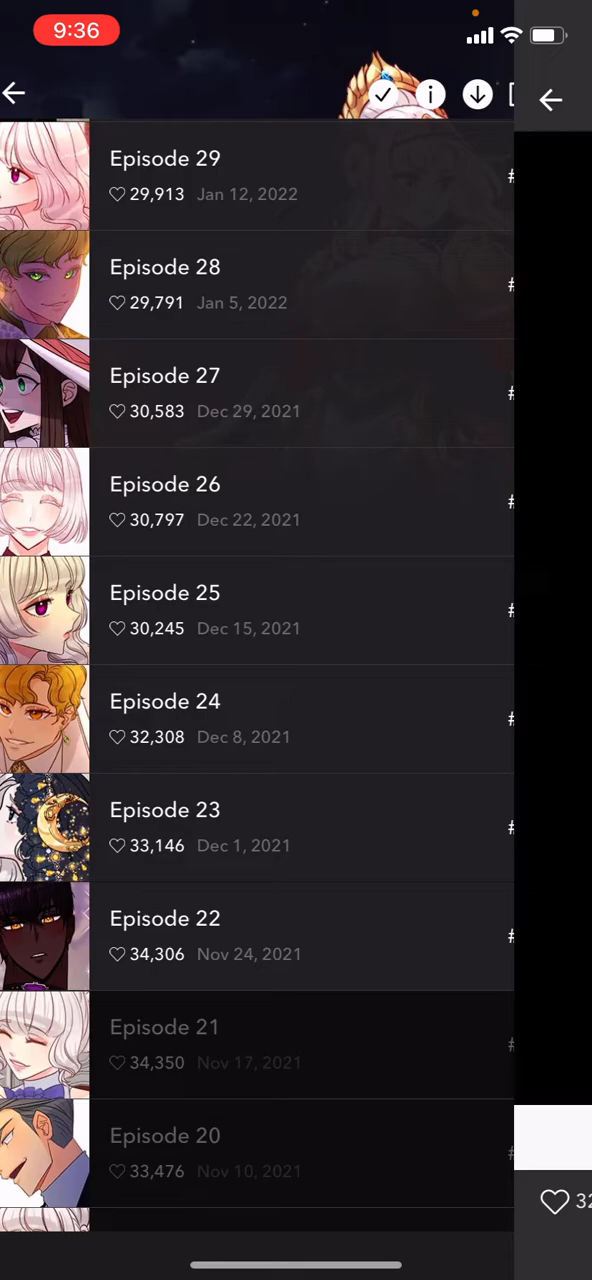 9:36
Episode 29
29,913 Jan 12, 2022
#
Episode 28
29,791 Jan 5, 2022
#
Episode 27
30,583 Dec 29, 2021
#
Episode 26
30,797 Dec 22, 2021
#
Episode 25
30,245 Dec 15, 2021
#
Episode 24
32,308 Dec 8, 2021
#
Episode 23
33,146 Dec 1, 2021
#
Episode 22
34,306 Nov 24, 2021
#
Episode 21
34,350 Nov 17, 2021
#
Episode 20
33,476 Nov 10, 2021
#
32